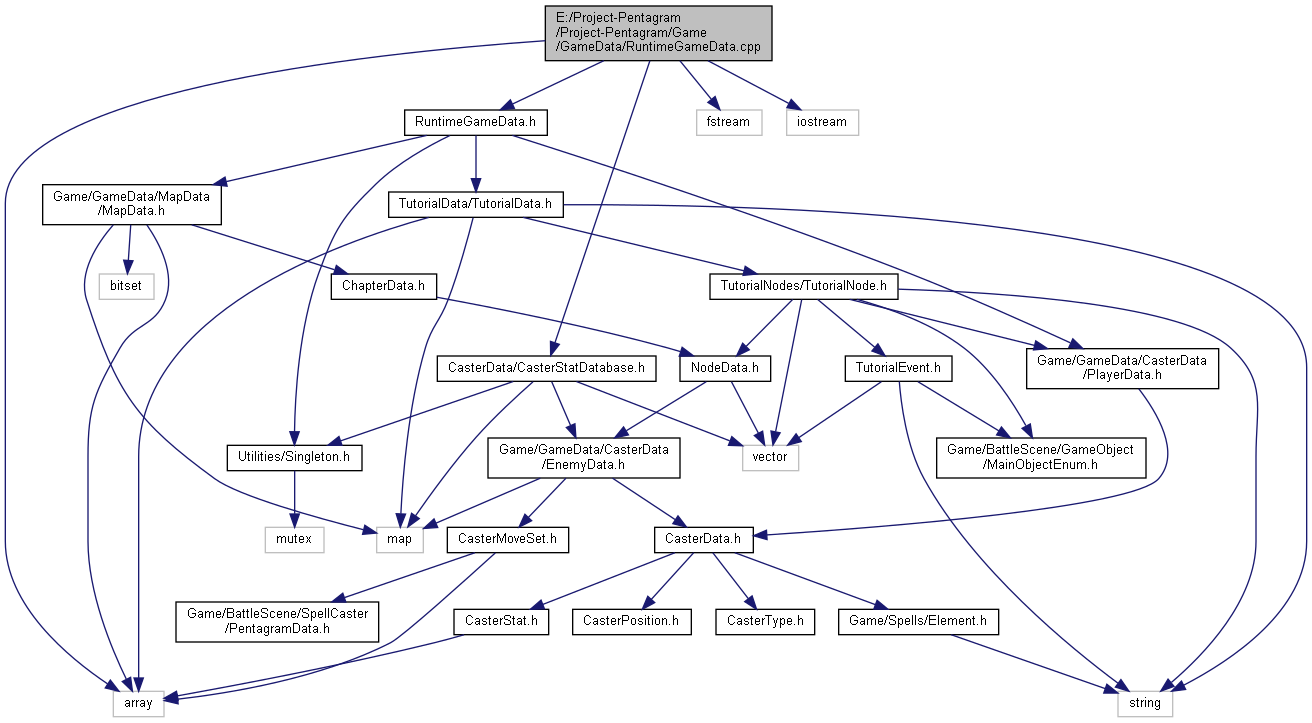 E:/Project-Pentagram
/Project-Pentagram/Game
/GameData/RuntimeGameData.cpp
RuntimeGameData.h
fstream
iostream
Game/GameData/MapData
/MapData.h
TutorialData/TutorialData.h
bitset
ChapterData.h
TutorialNodes/TutorialNode.h
CasterData/CasterStatDatabase.h
NodeData.h
TutorialEvent.h
Game/GameData/CasterData
/PlayerData.h
Utilities/Singleton.h
Game/GameData/CasterData
/EnemyData.h
vector
Game/BattleScene/GameObject
/MainObjectEnum.h
mutex
map
CasterMoveSet.h
CasterData.h
Game/BattleScene/SpellCaster
/PentagramData.h
CasterStat.h
CasterPosition.h
CasterType.h
Game/Spells/Element.h
array
string